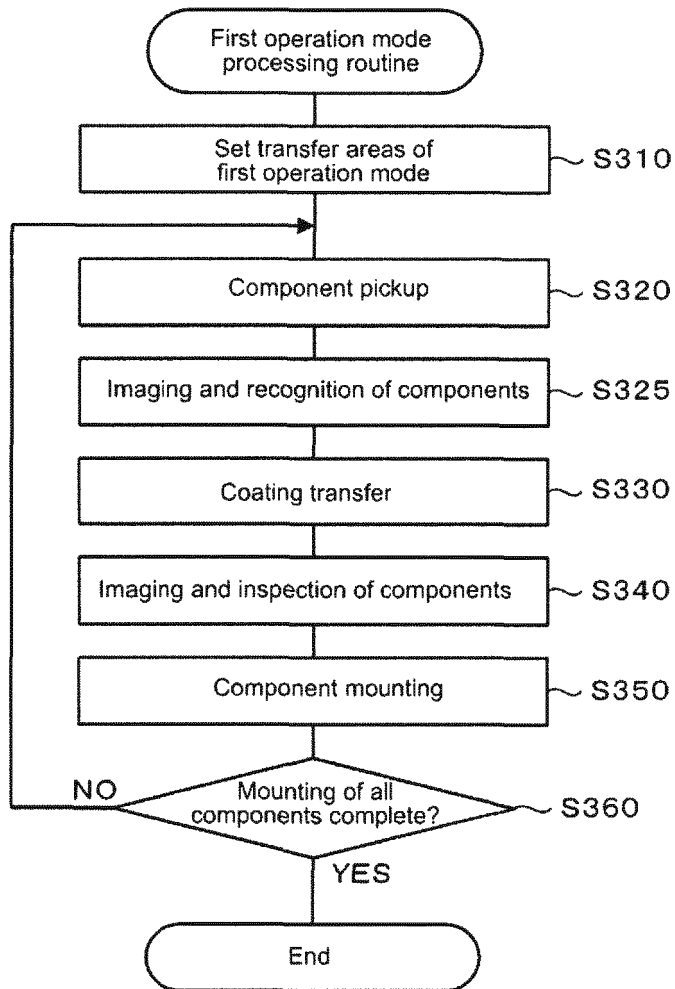 First operation mode
processing routine
Set transfer areas of
first operation mode
S310
Component pickup
S320
Imaging and recognition of components
S325
Coating transfer
S330
Imaging and inspection of components
S340
Component mounting
S350
NO
Mounting of all
components complete?
S360
YES
End